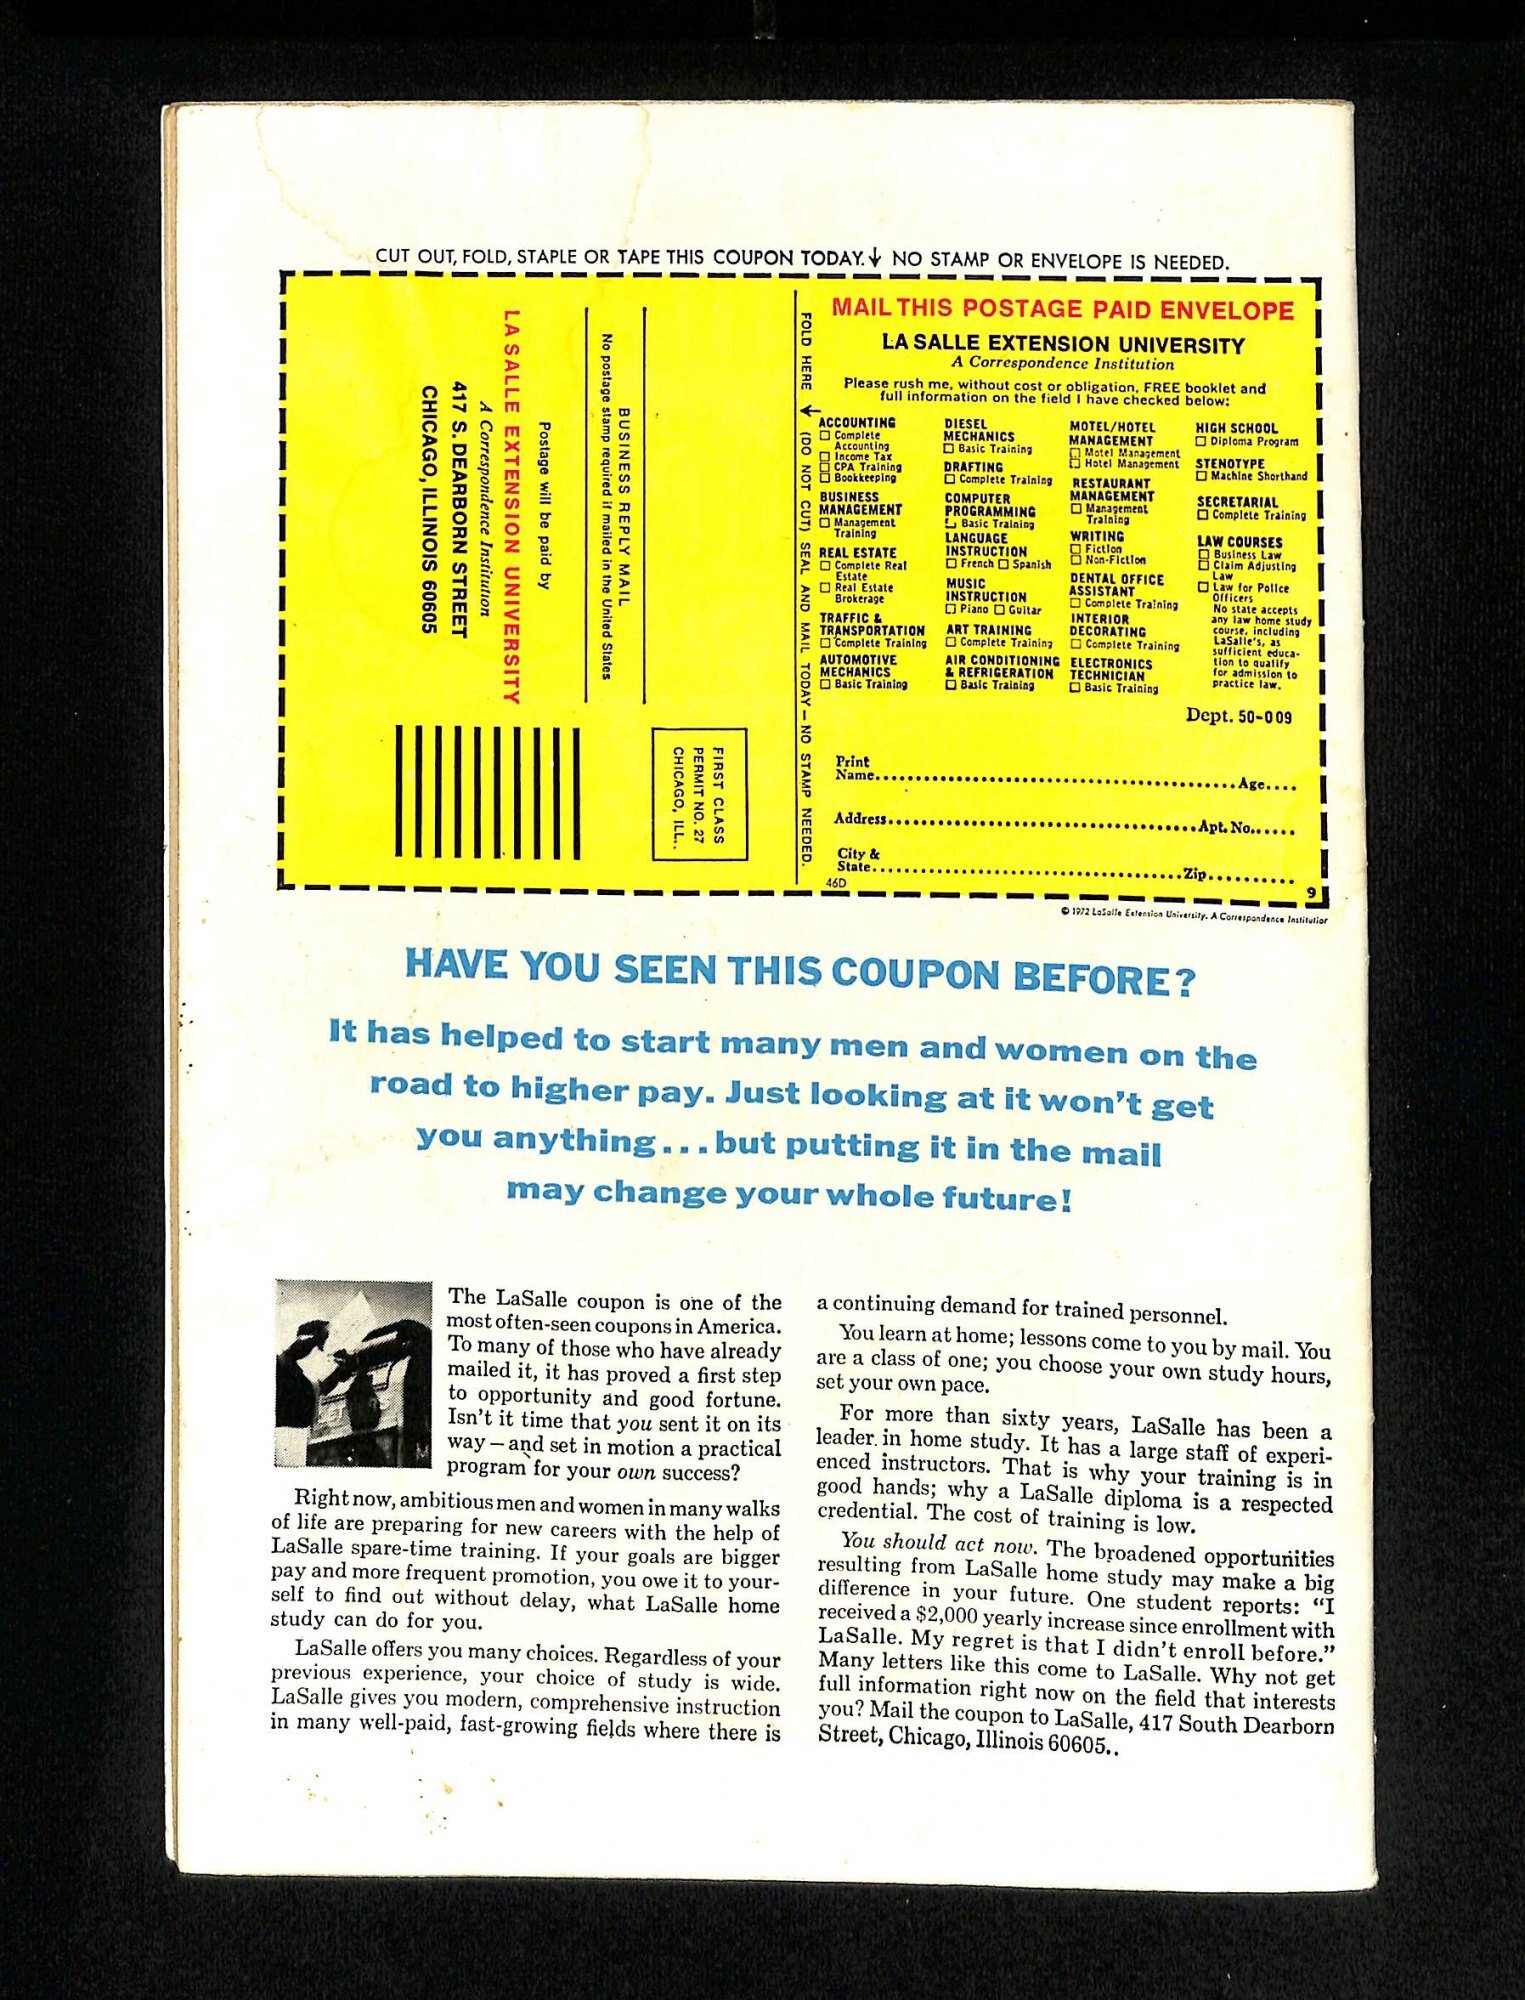 CUT OUT, FOLD, STAPLE OR TAPE THIS COUPON TODAY. ↓ NO STAMP OR ENVELOPE IS NEEDED.
LA SALLE EXTENSION UNIVERSITY
A Correspondence Institution
417 S. DEARBORN STREET
CHICAGO, ILLINOIS 60605
Postage will be paid by
BUSINESS REPLY MAIL
No postage stamp required if mailed in the United States
FIRST CLASS
PERMIT NO. 27
CHICAGO, ILL..
FOLD HERE ↓ (DO NOT CUT) SEAL AND MAIL TODAY – NO STAMP NEEDED.
MAIL THIS POSTAGE PAID ENVELOPE
LA SALLE EXTENSION UNIVERSITY
A Correspondence Institution
Please rush me, without cost or obligation, FREE booklet and
full information on the field I have checked below:
ACCOUNTING
☐ Complete
Accounting
☐ Income Tax
☐ CPA Training
☐ Bookkeeping
BUSINESS
MANAGEMENT
☐ Management
Training
REAL ESTATE
☐ Complete Real
Estate
☐ Real Estate
Brokerage
TRAFFIC &
TRANSPORTATION
☐ Complete Training
AUTOMOTIVE
MECHANICS
☐ Basic Training
DIESEL
MECHANICS
☐ Basic Training
DRAFTING
☐ Complete Training
COMPUTER
PROGRAMMING
☐ Basic Training
LANGUAGE
INSTRUCTION
☐ French ☐ Spanish
MUSIC
INSTRUCTION
☐ Piano ☐ Guitar
ART TRAINING
☐ Complete Training
AIR CONDITIONING
& REFRIGERATION
☐ Basic Training
MOTEL/HOTEL
MANAGEMENT
☐ Motel Management
☐ Hotel Management
RESTAURANT
MANAGEMENT
☐ Management
Training
WRITING
☐ Fiction
☐ Non-Fiction
DENTAL OFFICE
ASSISTANT
☐ Complete Training
INTERIOR
DECORATING
☐ Complete Training
ELECTRONICS
TECHNICIAN
☐ Basic Training
HIGH SCHOOL
☐ Diploma Program
STENOTYPE
☐ Machine Shorthand
SECRETARIAL
☐ Complete Training
LAW COURSES
☐ Business Law
☐ Claim Adjusting
Law
☐ Law for Police
Officers
No state accepts
any law home study
course, including
LaSalle's, as
sufficient educa-
tion to qualify
for admission to
practice law.
Dept. 50-009
Print
Name........................................Age....
Address....................................Apt. No......
City &
State....................................Zip..........
46D
9
© 1972 LaSalle Extension University. A Correspondence Institution
HAVE YOU SEEN THIS COUPON BEFORE?
It has helped to start many men and women on the
road to higher pay. Just looking at it won't get
you anything...but putting it in the mail
may change your whole future!
The LaSalle coupon is one of the
most often-seen coupons in America.
To many of those who have already
mailed it, it has proved a first step
to opportunity and good fortune.
Isn't it time that you sent it on its
way – and set in motion a practical
program for your own success?
Right now, ambitious men and women in many walks
of life are preparing for new careers with the help of
LaSalle spare-time training. If your goals are bigger
pay and more frequent promotion, you owe it to your-
self to find out without delay, what LaSalle home
study can do for you.
LaSalle offers you many choices. Regardless of your
previous experience, your choice of study is wide.
LaSalle gives you modern, comprehensive instruction
in many well-paid, fast-growing fields where there is
a continuing demand for trained personnel.
You learn at home; lessons come to you by mail. You
are a class of one; you choose your own study hours,
set your own pace.
For more than sixty years, LaSalle has been a
leader in home study. It has a large staff of experi-
enced instructors. That is why your training is in
good hands; why a LaSalle diploma is a respected
credential. The cost of training is low.
You should act now. The broadened opportunities
resulting from LaSalle home study may make a big
difference in your future. One student reports: "I
received a $2,000 yearly increase since enrollment with
LaSalle. My regret is that I didn't enroll before."
Many letters like this come to LaSalle. Why not get
full information right now on the field that interests
you? Mail the coupon to LaSalle, 417 South Dearborn
Street, Chicago, Illinois 60605..